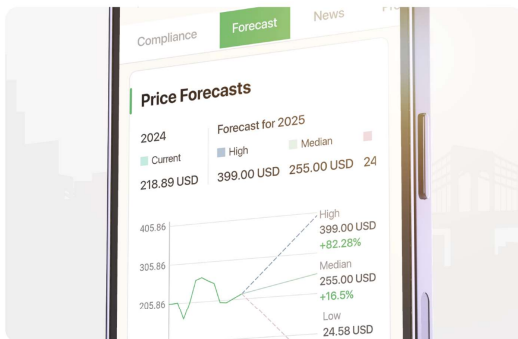 Compliance
Forecast
News
Price Forecasts
2024
Forecast for 2025
Current
High
Median
218.89 USD
399.00 USD
255.00 USD
24
405.86
305.86
205.86
High
399.00 USD
+82.28%
Median
255.00 USD
+16.5%
Low
24.58 USD